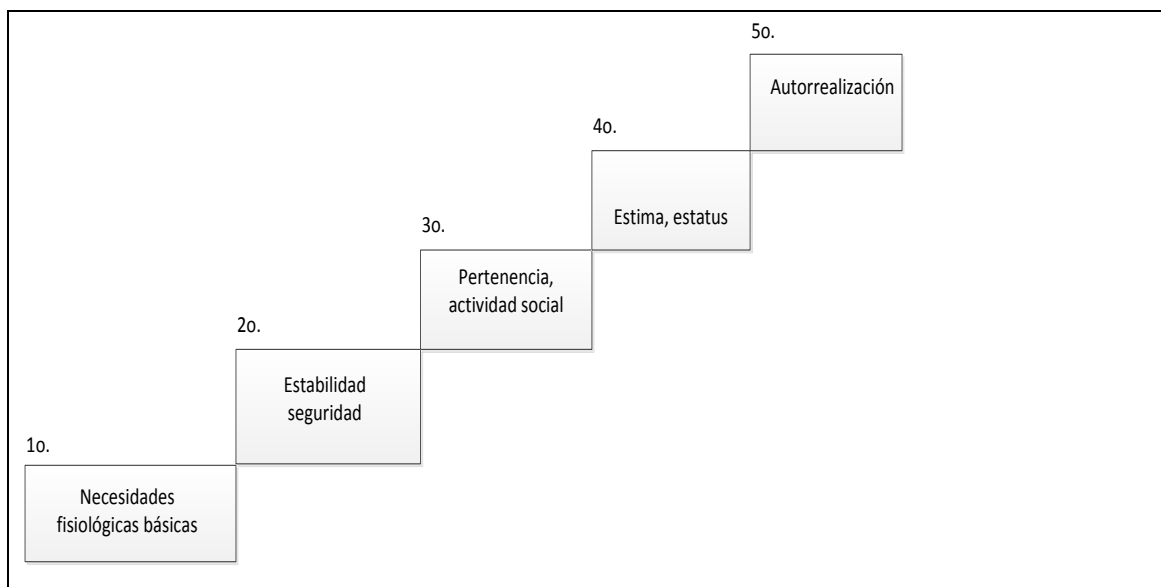 5o.
Autorrealización
4o.
Estima, estatus
3o.
Pertenencia,
actividad social
2o.
Estabilidad
seguridad
1o.
Necesidades
fisiológicas básicas